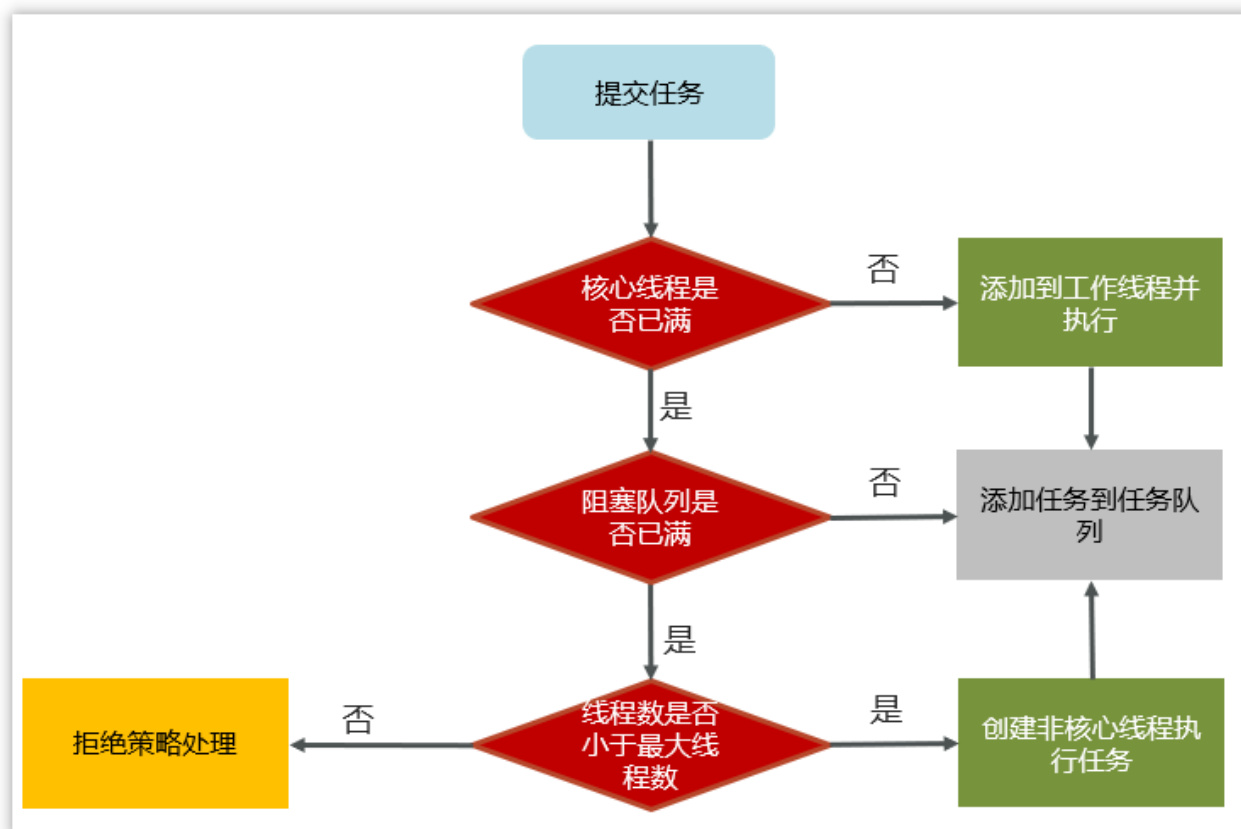 提交任务
核心线程是
否已满
否
添加到工作线程并
执行
是
阻塞队列是
否已满
否
添加任务到任务队
列
是
线程数是否
小于最大线
程数
否
拒绝策略处理
是
创建非核心线程执
行任务